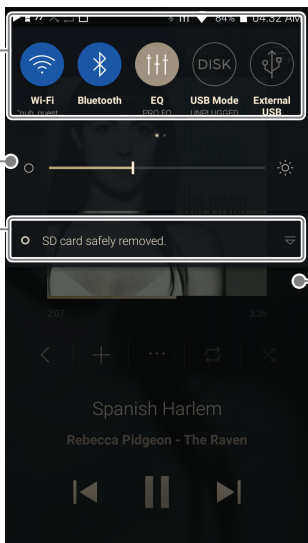 84% 04:32 AM
DISK
Wi-Fi Bluetooth EQ USB Mode External USB
PRO EQ UNPLUGGED
SD card safely removed.
2:07 3:36
Spanish Harlem
Rebecca Pidgeon - The Raven